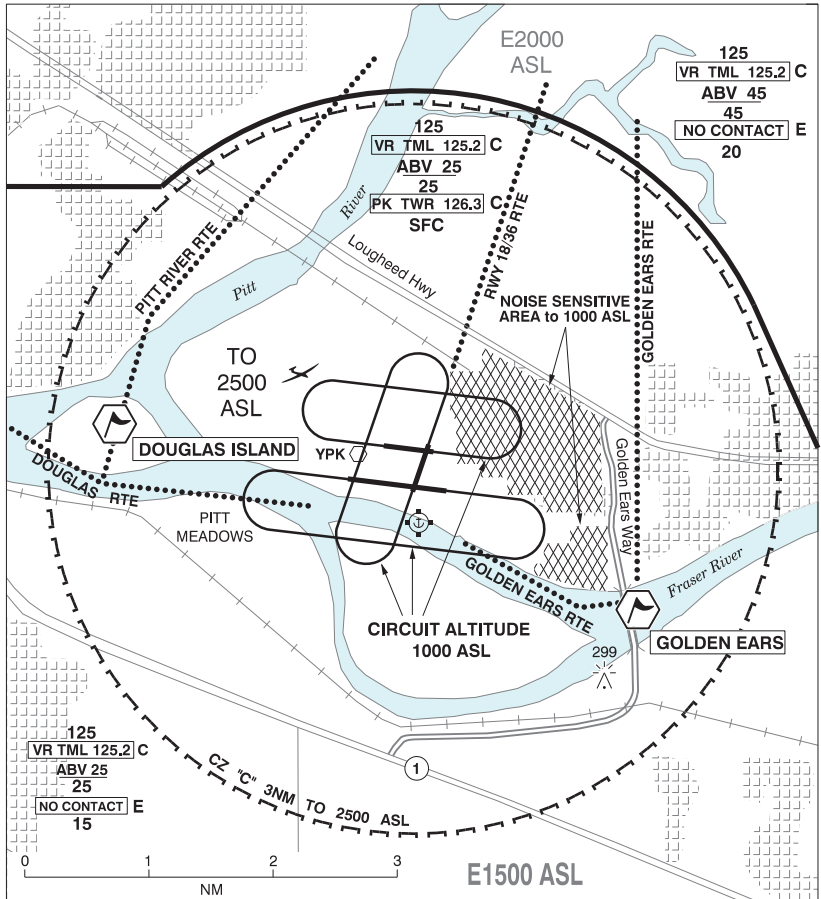 E2000
ASL
125
VR TML 125.2 C
ABV 45
45
NO CONTACT E
20
125
VR TML 125.2 C
ABV 25
25
PK TWR 126.3 C
SFC
River
Pitt
PITT RIVER RTE
Lougheed Hwy
RWY 18/36 RTE
GOLDEN EARS RTE
NOISE SENSITIVE
AREA to 1000 ASL
TO
2500
ASL
DOUGLAS ISLAND
YPK
DOUGLAS RTE
PITT
MEADOWS
Golden Ears Way
GOLDEN EARS RTE
Fraser River
CIRCUIT ALTITUDE
1000 ASL
GOLDEN EARS
299
125
VR TML 125.2 C
ABV 25
25
NO CONTACT E
15
CZ "C" 3NM TO 2500 ASL
1
0 1 2 3
NM
E1500 ASL